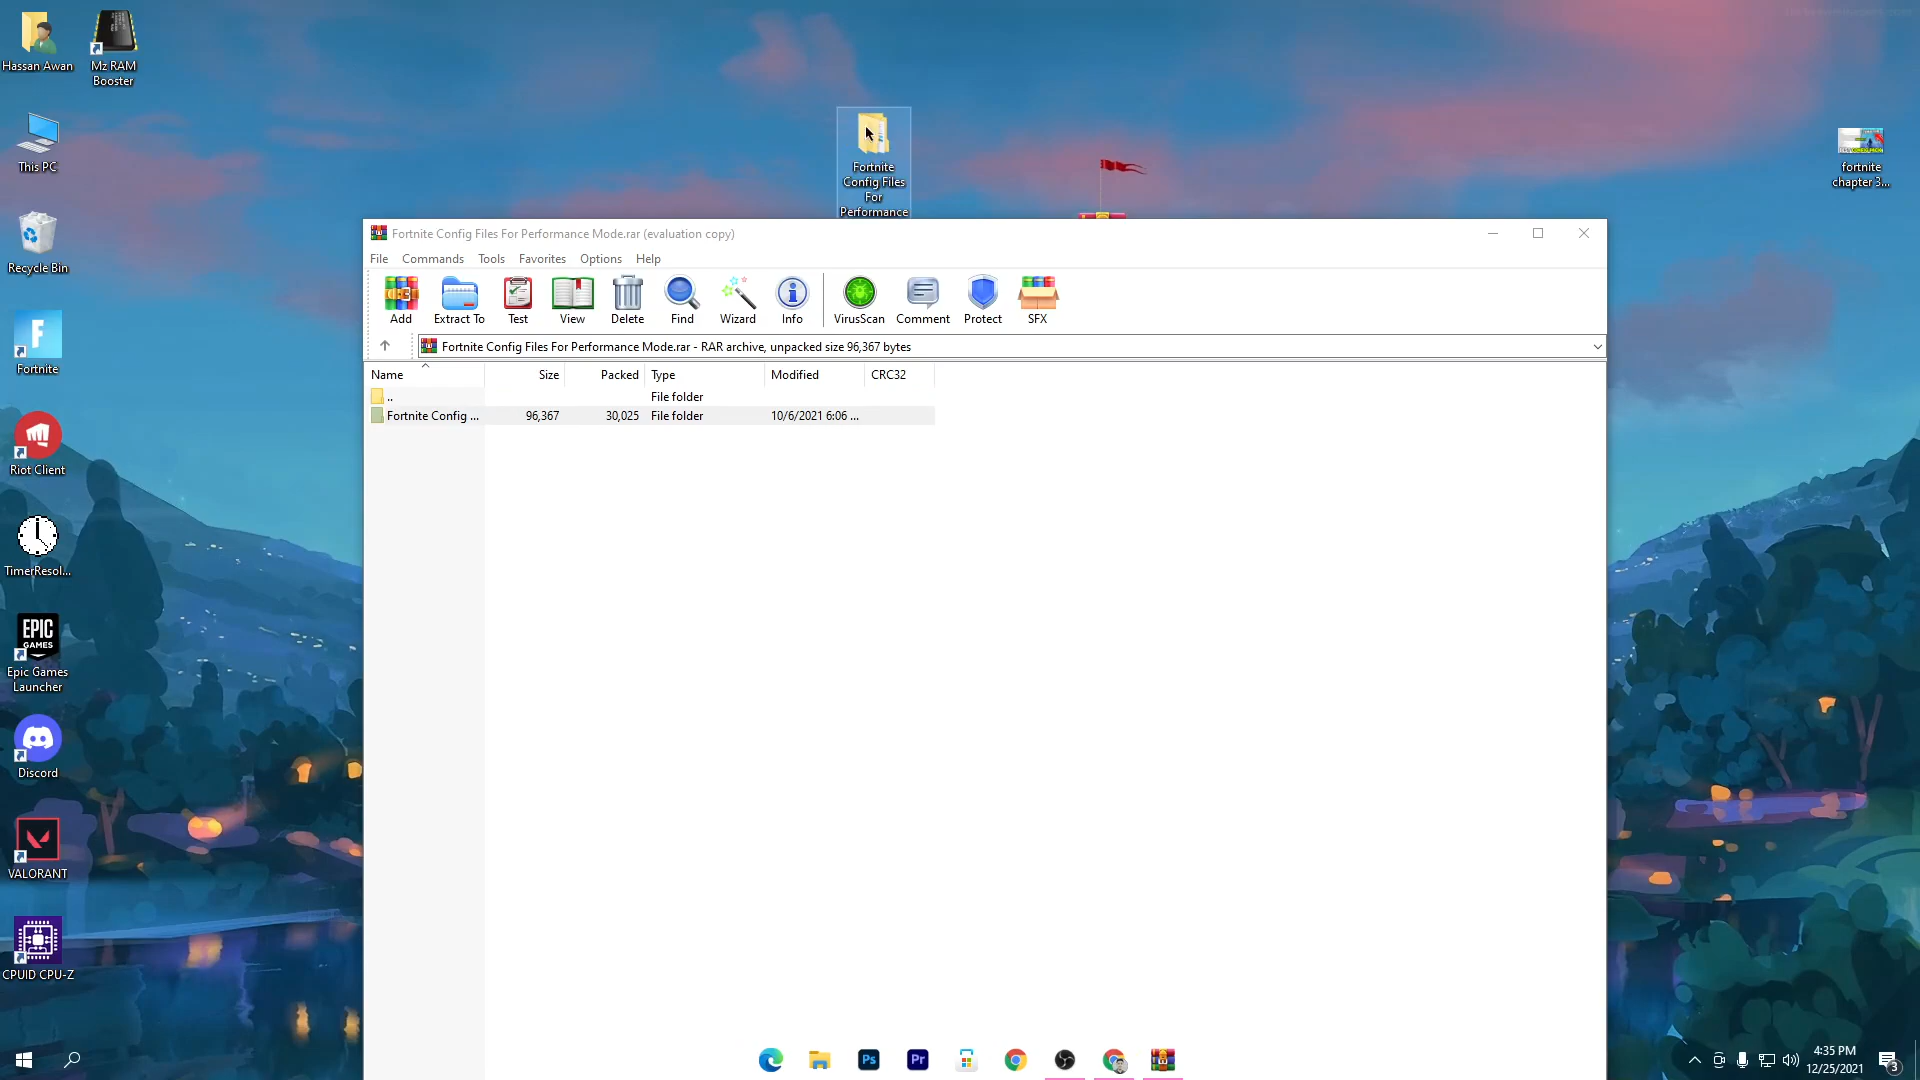 Hassan Awan
Mz RAM
Booster
This PC
Recycle Bin
Fortnite
Riot Client
TimerResol...
EPIC
GAMES
Epic Games
Launcher
Discord
VALORANT
CPUID CPU-Z
Fortnite
Config Files
For
Performance
fortnite
chapter 3...
Fortnite Config Files For Performance Mode.rar (evaluation copy)
File Commands Tools Favorites Options Help
Add Extract To Test View Delete Find Wizard Info VirusScan Comment Protect SFX
Fortnite Config Files For Performance Mode.rar - RAR archive, unpacked size 96,367 bytes
Name Size Packed Type Modified CRC32
.. File folder
Fortnite Config ... 96,367 30,025 File folder 10/6/2021 6:06 ...
Ps
Pr
4:35 PM
12/25/2021
3